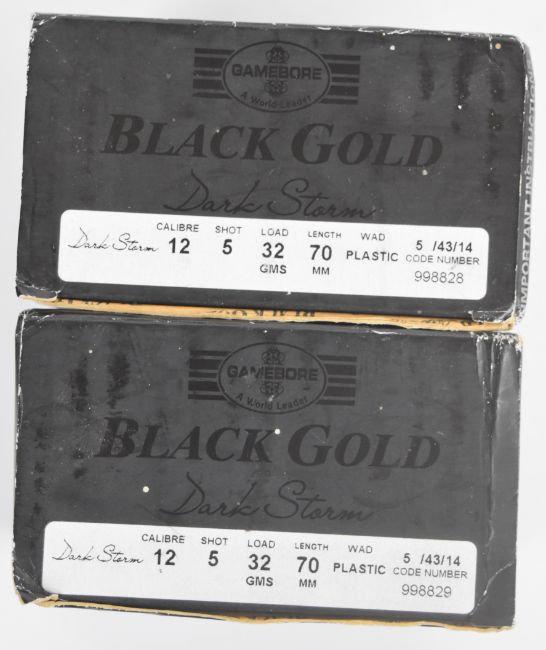 GAMEBORE
A World Leader
BLACK GOLD
Dark Storm
Dark Storm
CALIBRE SHOT LOAD LENGTH WAD 5 /43/14
12 5 32 70 PLASTIC CODE NUMBER
GMS MM 998828
IMPORTANT INSTRUCTION
GAMEBORE
A World Leader
BLACK GOLD
Dark Storm
Dark Storm
CALIBRE SHOT LOAD LENGTH WAD 5 /43/14
12 5 32 70 PLASTIC CODE NUMBER
GMS MM 998829